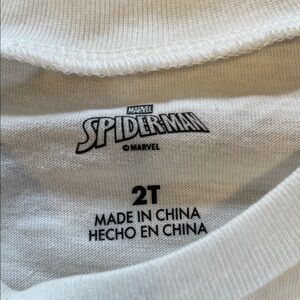 MARVEL
SPIDER-MAN
© MARVEL
2T
MADE IN CHINA
HECHO EN CHINA